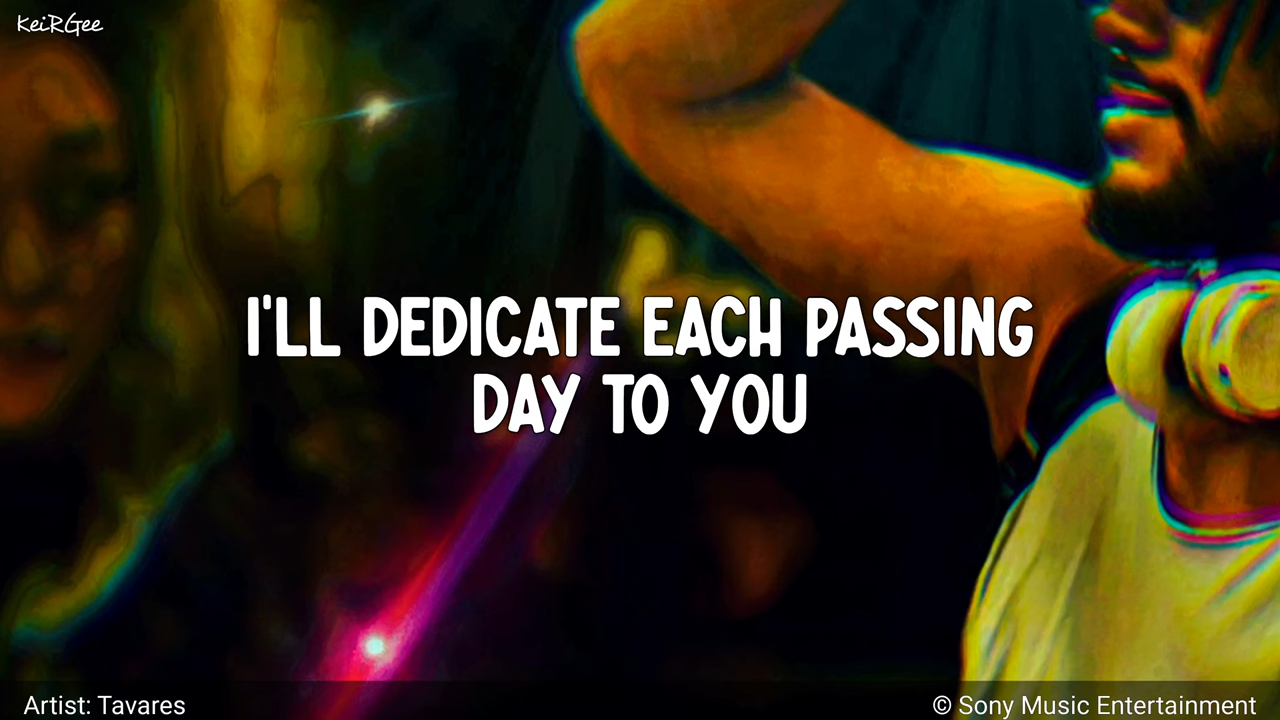 KeiRGee
I'LL DEDICATE EACH PASSING
DAY TO YOU
Artist: Tavares
© Sony Music Entertainment